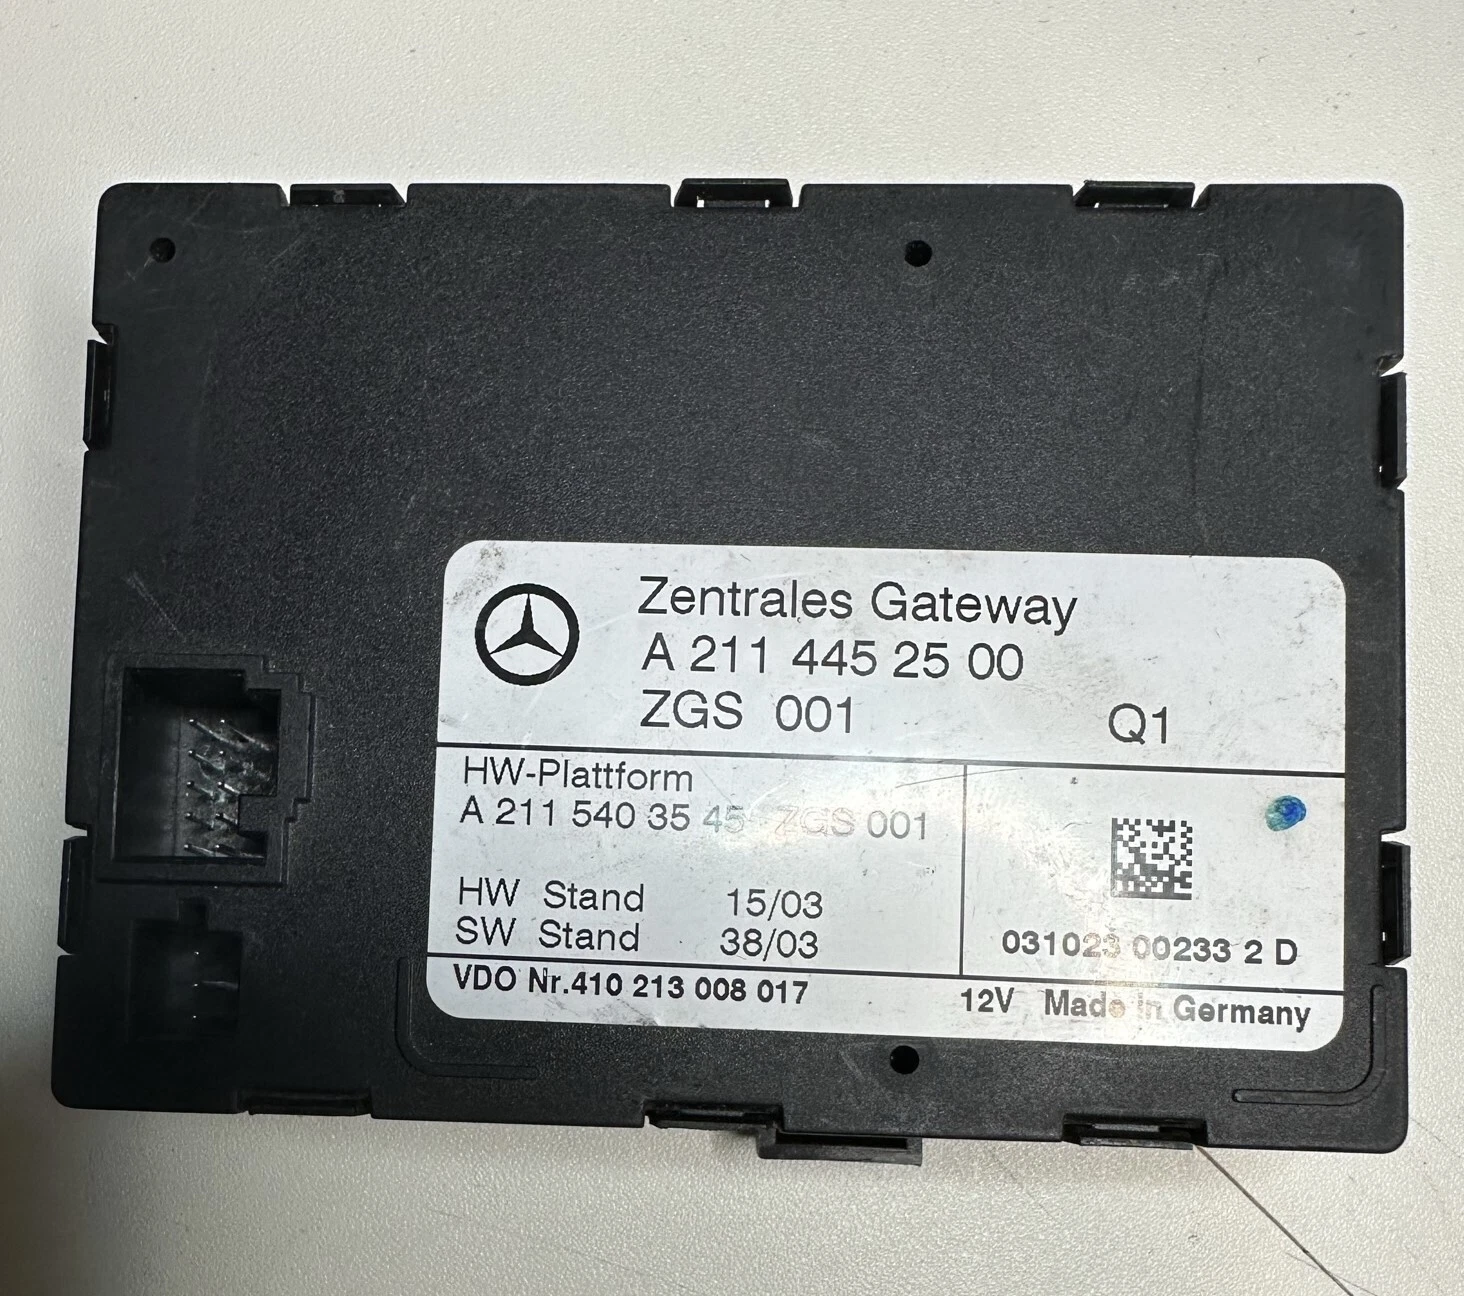 Zentrales Gateway
A 211 445 25 00
ZGS 001 Q1
HW-Plattform
A 211 540 35 45 ZGS 001
HW Stand 15/03
SW Stand 38/03
031023 00233 2 D
VDO Nr.410 213 008 017
12V Made in Germany